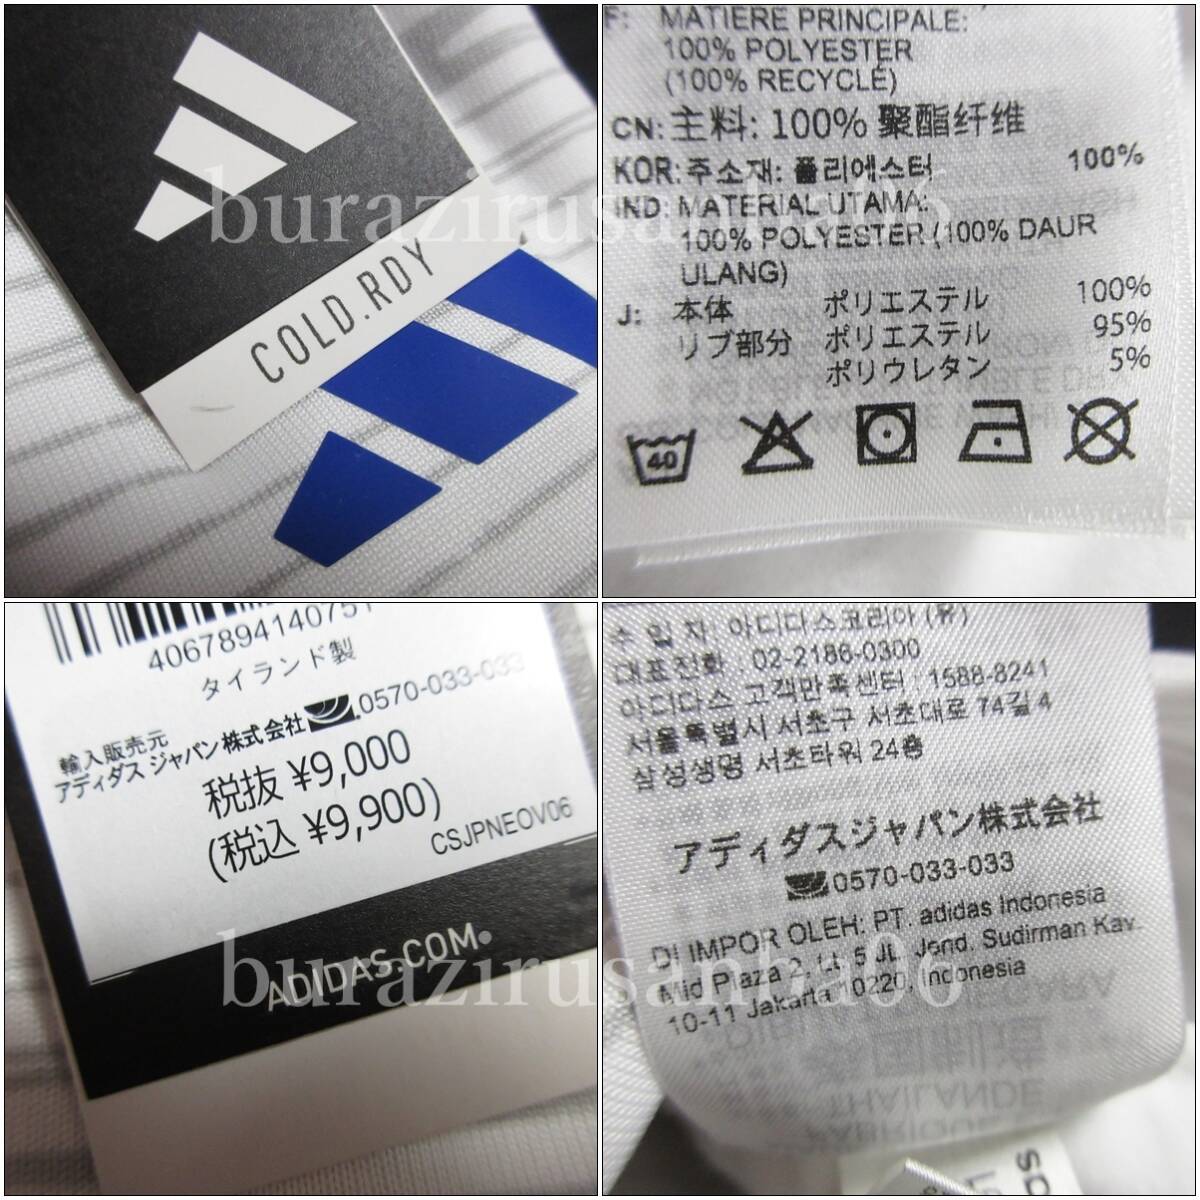 COLD.RDY
burazirusanba06
F: MATIERE PRINCIPALE:
100% POLYESTER
(100% RECYCLÉ)
CN: 主料: 100% 聚酯纤维
KOR: 주소재: 폴리에스터 100%
IND: MATERIAL UTAMA:
100% POLYESTER (100% DAUR
ULANG)
J: 本体 ポリエステル 100%
リブ部分 ポリエステル 95%
ポリウレタン 5%
40
4067894140751
タイランド製
輸入販売元
アディダス ジャパン株式会社 0570-033-033
税抜 ¥9,000
(税込 ¥9,900)
CSJPNEOV06
ADIDAS.COM
burazirusanba06
수 입 자: 아디다스코리아 (유)
대표전화 : 02-2186-0300
아디다스 고객만족센터 : 1588-8241
서울특별시 서초구 서초대로 74길 4
삼성생명 서초타워 24층
アディダスジャパン株式会社
0570-033-033
DI IMPOR OLEH: PT. adidas Indonesia
Mid Plaza 2, Lt. 5 JL. Jend. Sudirman Kav.
10-11 Jakarta 10220, Indonesia